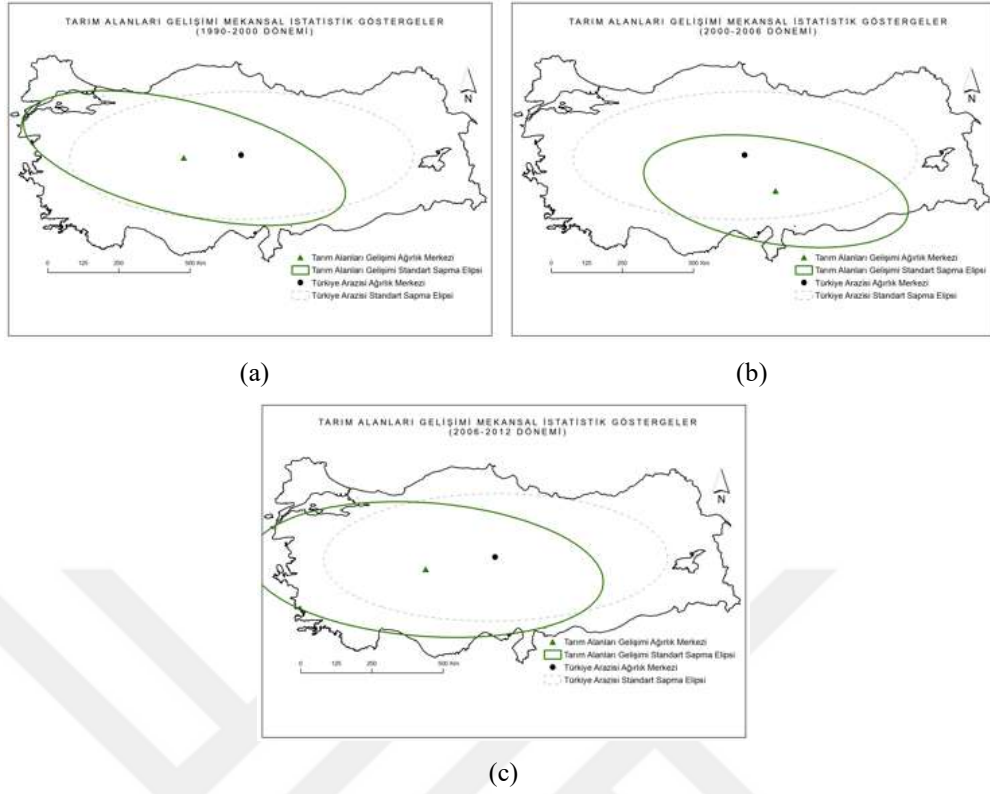 TARIM ALANLARI GELİŞİMİ MEKANSAL İSTATİSTİK GÖSTERGELER
(1990-2000 DÖNEMİ)
N
0 125 250 500 Km
Tarım Alanları Gelişimi Ağırlık Merkezi
Tarım Alanları Gelişimi Standart Sapma Elipsi
Türkiye Arazisi Ağırlık Merkezi
Türkiye Arazisi Standart Sapma Elipsi
(a)
TARIM ALANLARI GELİŞİMİ MEKANSAL İSTATİSTİK GÖSTERGELER
(2000-2006 DÖNEMİ)
N
0 125 250 500 Km
Tarım Alanları Gelişimi Ağırlık Merkezi
Tarım Alanları Gelişimi Standart Sapma Elipsi
Türkiye Arazisi Ağırlık Merkezi
Türkiye Arazisi Standart Sapma Elipsi
(b)
TARIM ALANLARI GELİŞİMİ MEKANSAL İSTATİSTİK GÖSTERGELER
(2006-2012 DÖNEMİ)
N
0 125 250 500 Km
Tarım Alanları Gelişimi Ağırlık Merkezi
Tarım Alanları Gelişimi Standart Sapma Elipsi
Türkiye Arazisi Ağırlık Merkezi
Türkiye Arazisi Standart Sapma Elipsi
(c)